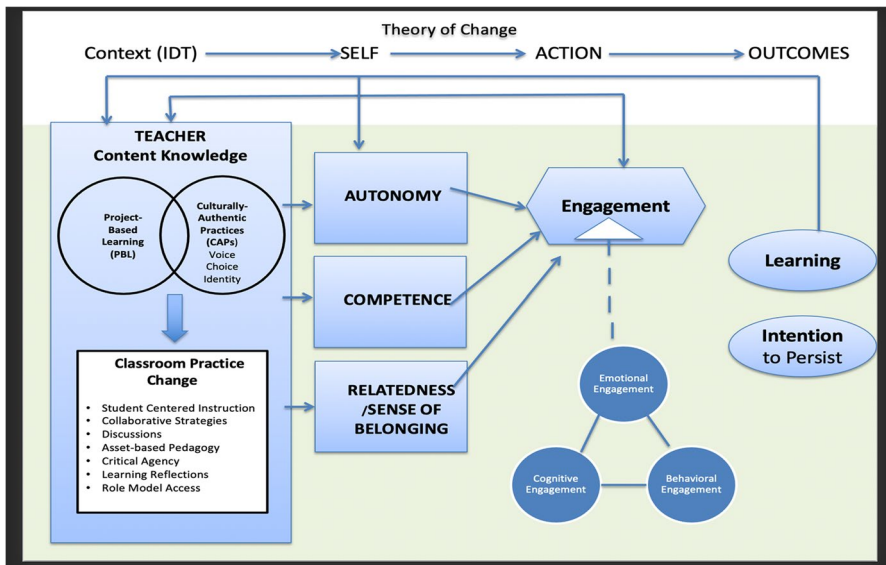 Theory of Change
Context (IDT)
SELF
ACTION
OUTCOMES
TEACHER
Content Knowledge
Project-
Based
Learning
(PBL)
Culturally-
Authentic
Practices
(CAPs)
Voice
Choice
Identity
Classroom Practice
Change
• Student Centered Instruction
• Collaborative Strategies
• Discussions
• Asset-based Pedagogy
• Critical Agency
• Learning Reflections
• Role Model Access
AUTONOMY
COMPETENCE
RELATEDNESS
/SENSE OF
BELONGING
Engagement
Emotional
Engagement
Cognitive
Engagement
Behavioral
Engagement
Learning
Intention
to Persist